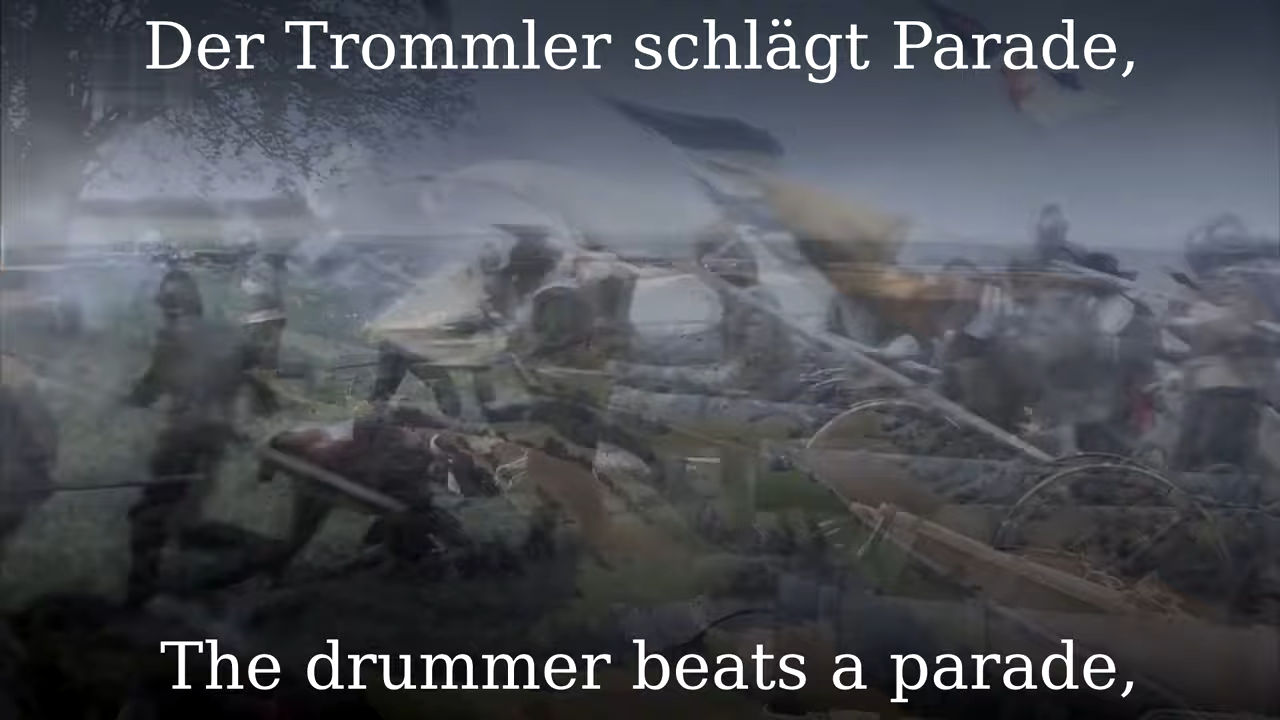 Der Trommler schlägt Parade,
The drummer beats a parade,